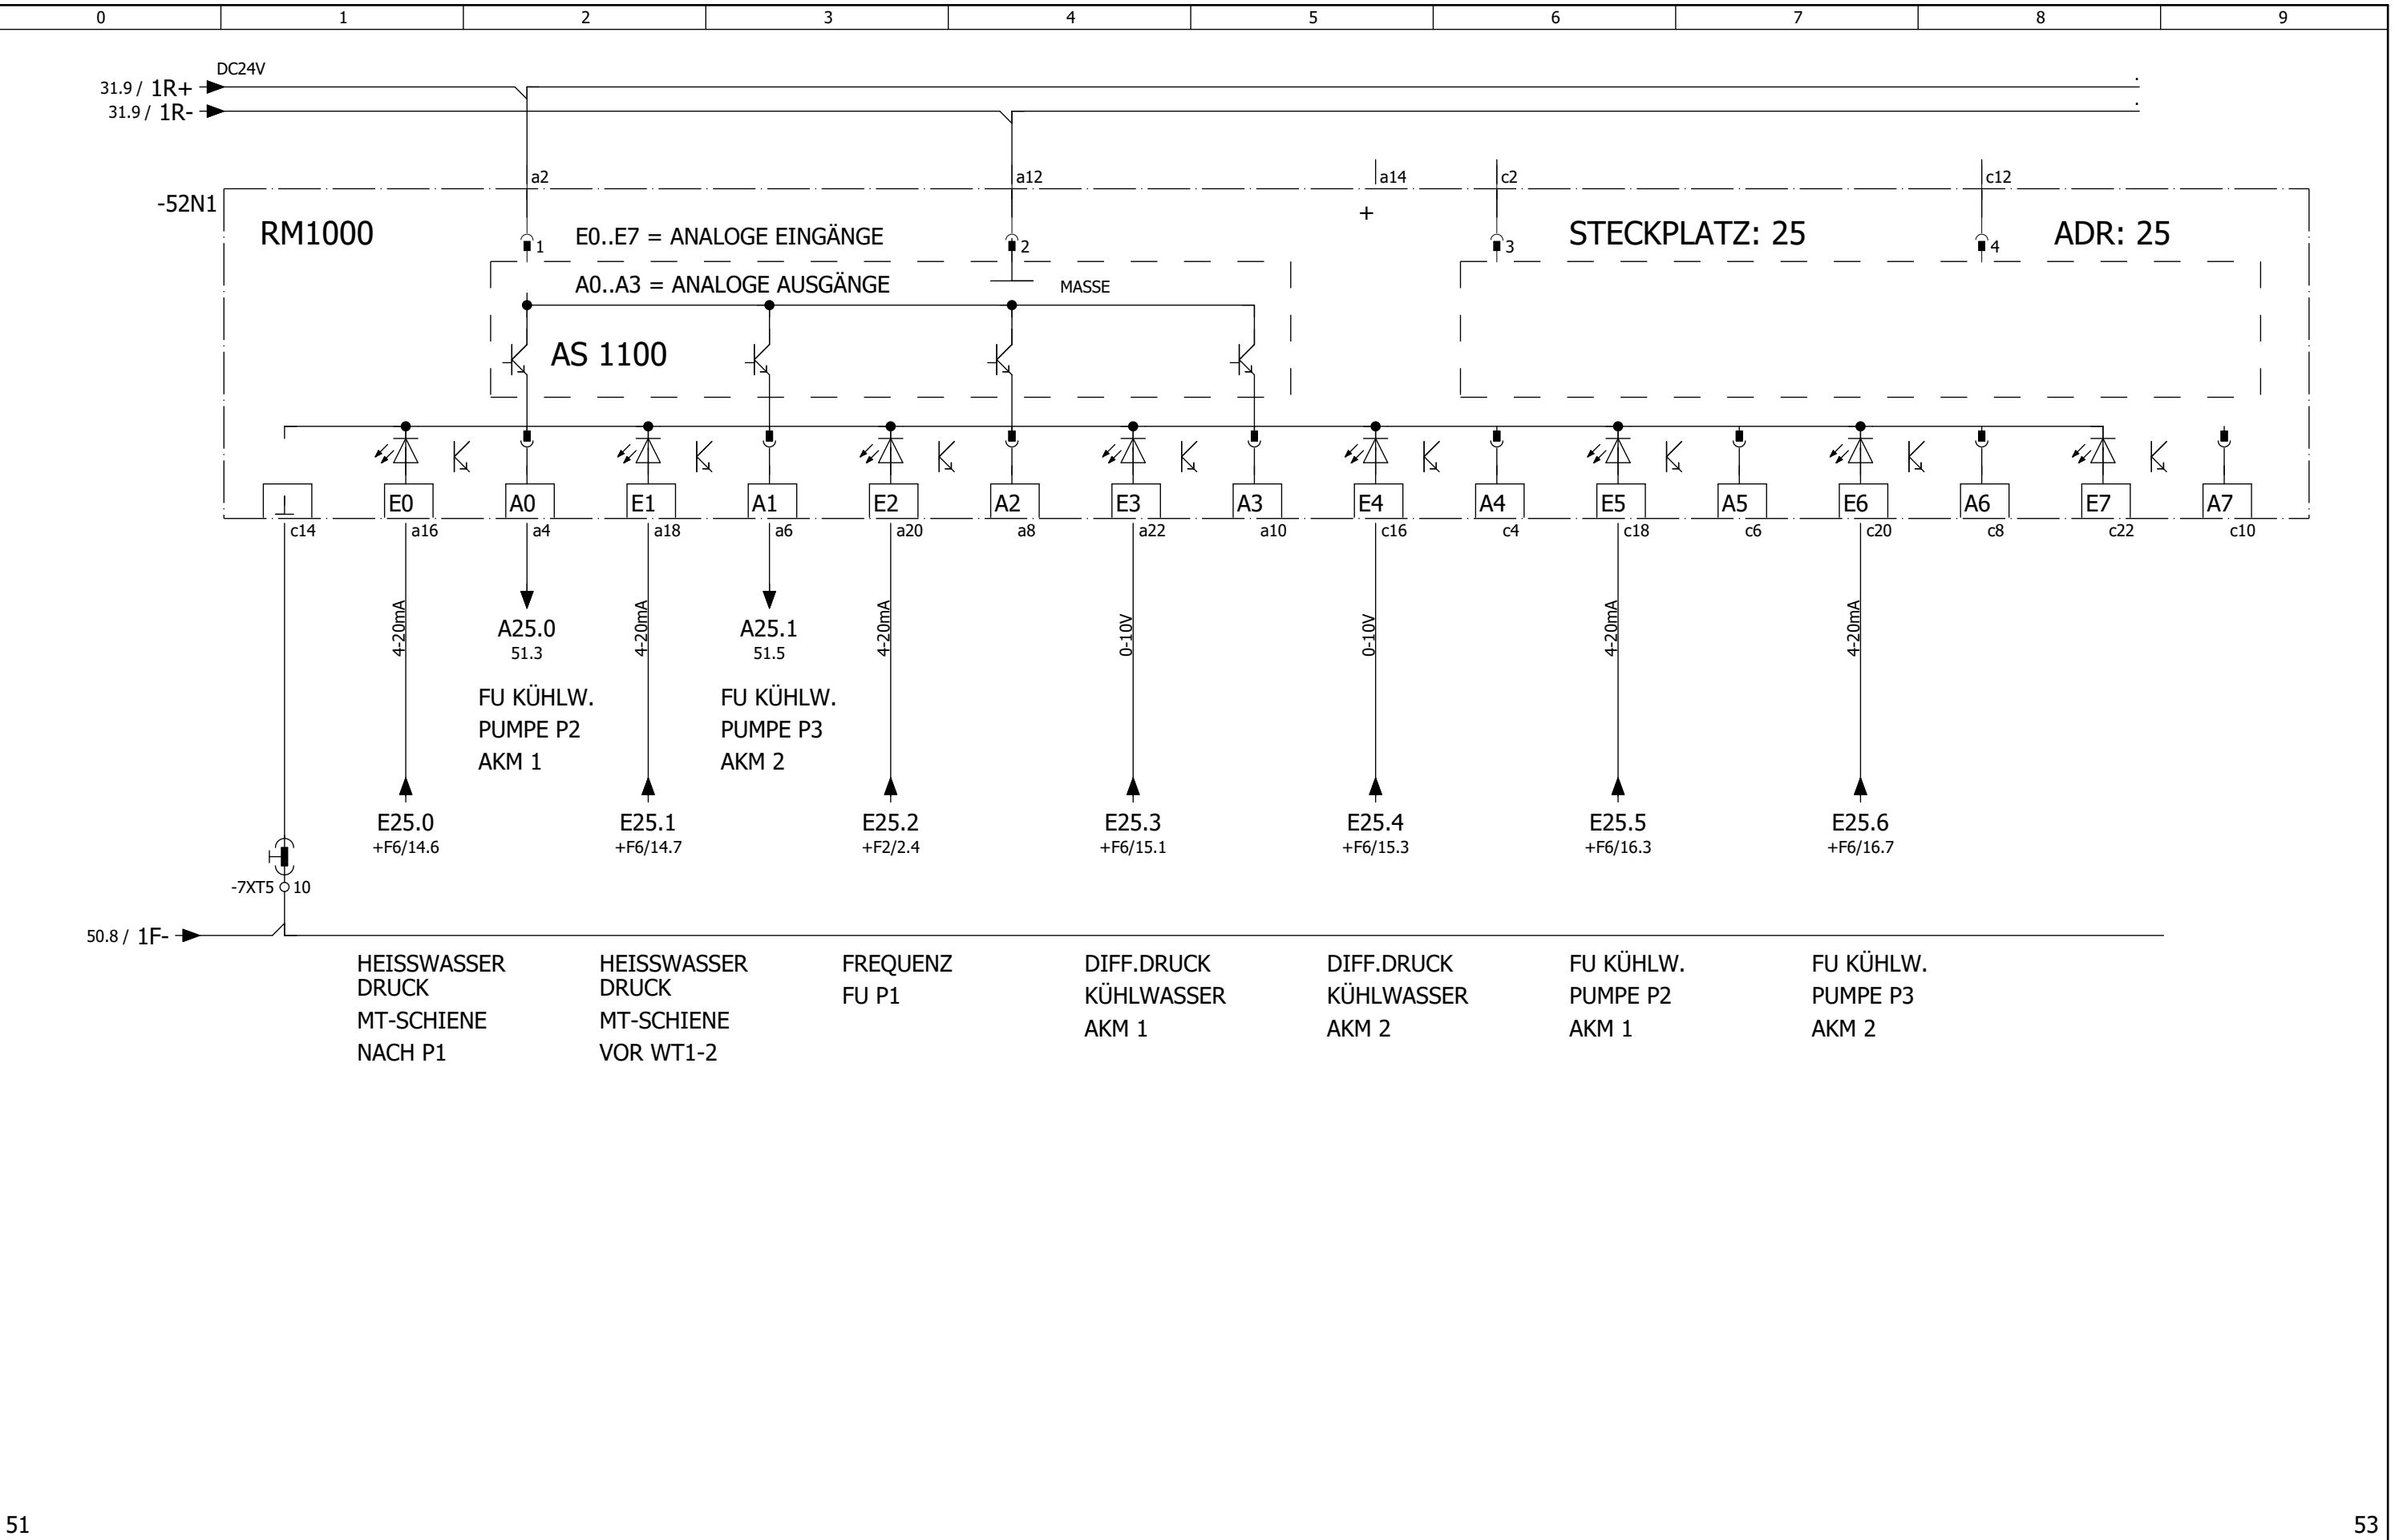 0 1 2 3 4 5 6 7 8 9
DC24V
31.9 / 1R+ .
31.9 / 1R- .
a2 a12 a14 c2 c12
-52N1
+
RM1000 E0..E7 = ANALOGE EINGÄNGE STECKPLATZ: 25 ADR: 25
1 2 3 4
A0..A3 = ANALOGE AUSGÄNGE MASSE
AS 1100
E0 A0 E1 A1 E2 A2 E3 A3 E4 A4 E5 A5 E6 A6 E7 A7
c14 a16 a4 a18 a6 a20 a8 a22 a10 c16 c4 c18 c6 c20 c8 c22 c10
4-20mA 4-20mA 4-20mA 0-10V 0-10V 4-20mA 4-20mA
A25.0 A25.1
51.3 51.5
FU KÜHLW. FU KÜHLW.
PUMPE P2 PUMPE P3
AKM 1 AKM 2
E25.0 E25.1 E25.2 E25.3 E25.4 E25.5 E25.6
+F6/14.6 +F6/14.7 +F2/2.4 +F6/15.1 +F6/15.3 +F6/16.3 +F6/16.7
-7XT5 10
50.8 / 1F-
HEISSWASSER HEISSWASSER FREQUENZ DIFF.DRUCK DIFF.DRUCK FU KÜHLW. FU KÜHLW.
DRUCK DRUCK FU P1 KÜHLWASSER KÜHLWASSER PUMPE P2 PUMPE P3
MT-SCHIENE MT-SCHIENE AKM 1 AKM 2 AKM 1 AKM 2
NACH P1 VOR WT1-2
51 53